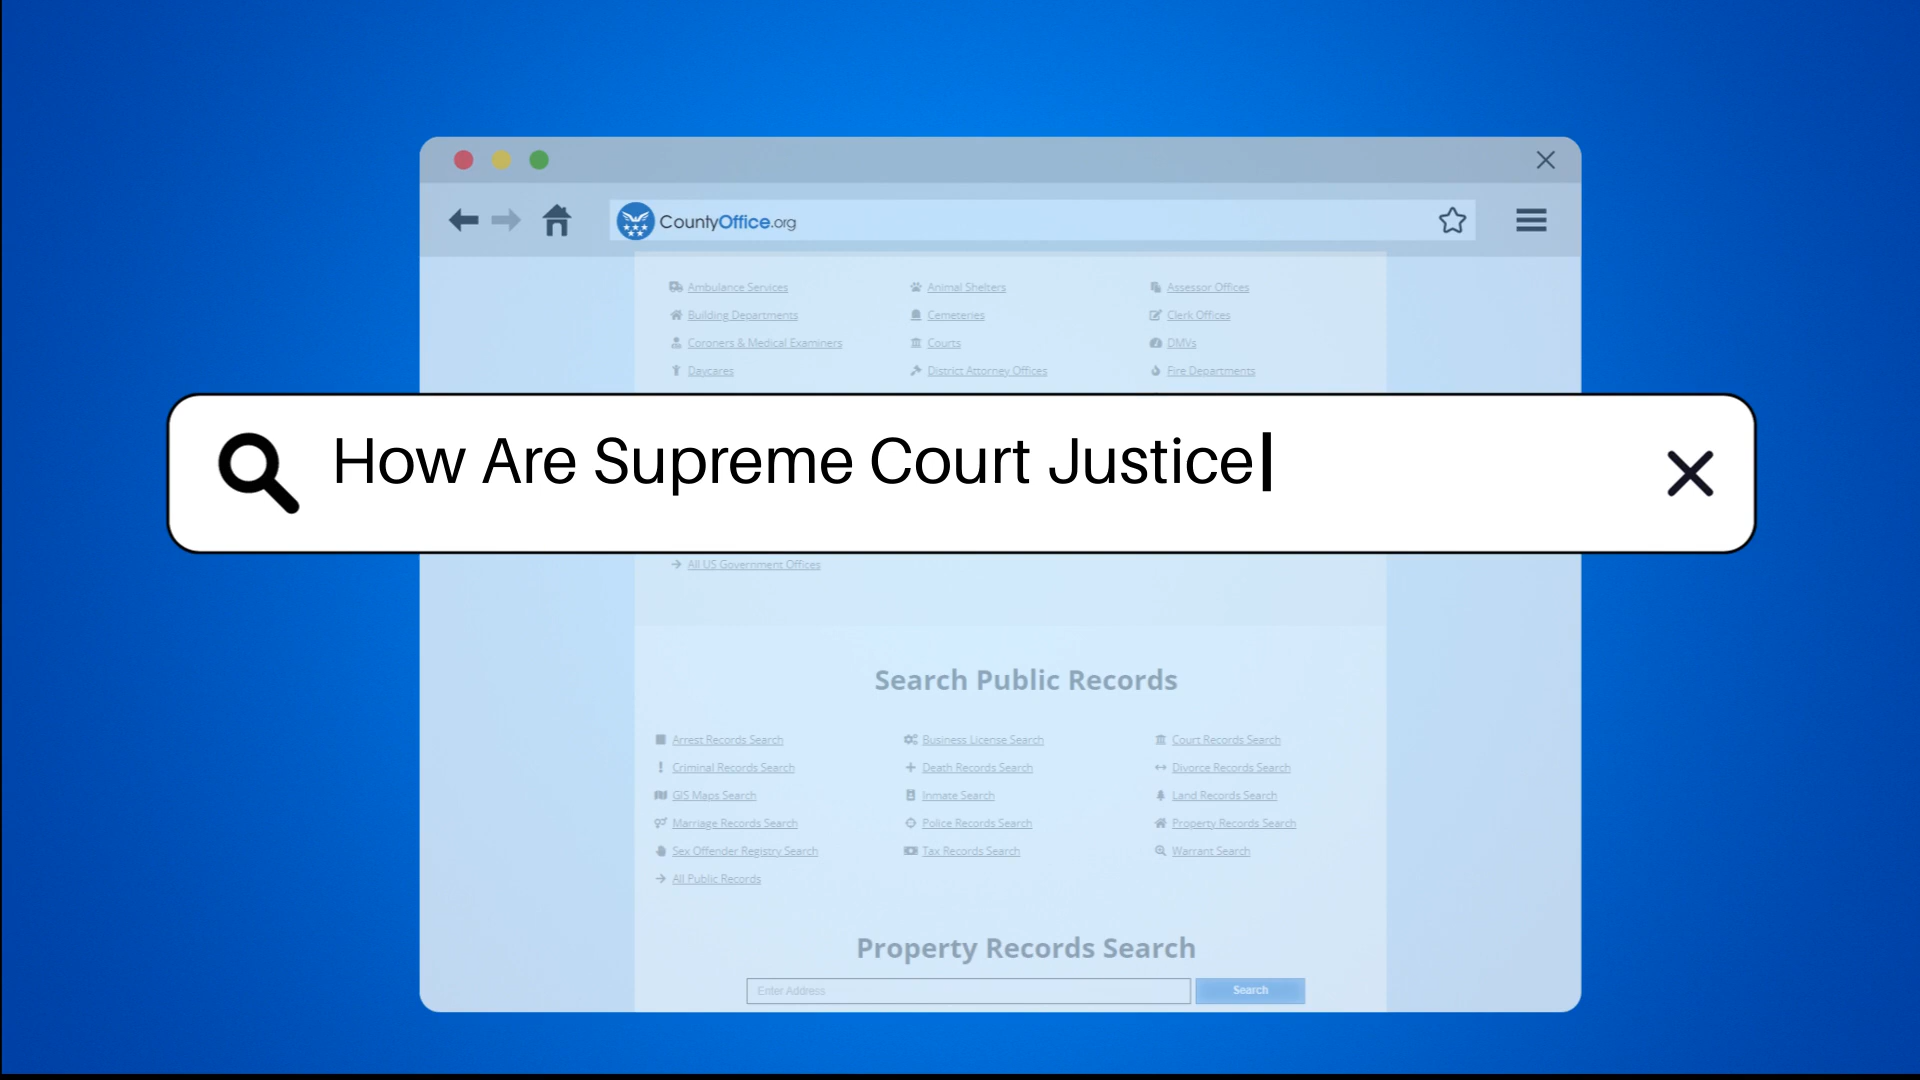 CountyOffice.org
Ambulance Services Animal Shelters Assessor Offices
Building Departments Cemeteries Clerk Offices
Coroners & Medical Examiners Courts DMVs
Daycares District Attorney Offices Fire Departments
How Are Supreme Court Justice
All US Government Offices
Search Public Records
Arrest Records Search Business License Search Court Records Search
Criminal Records Search Death Records Search Divorce Records Search
GIS Maps Search Inmate Search Land Records Search
Marriage Records Search Police Records Search Property Records Search
Sex Offender Registry Search Tax Records Search Warrant Search
All Public Records
Property Records Search
Enter Address Search